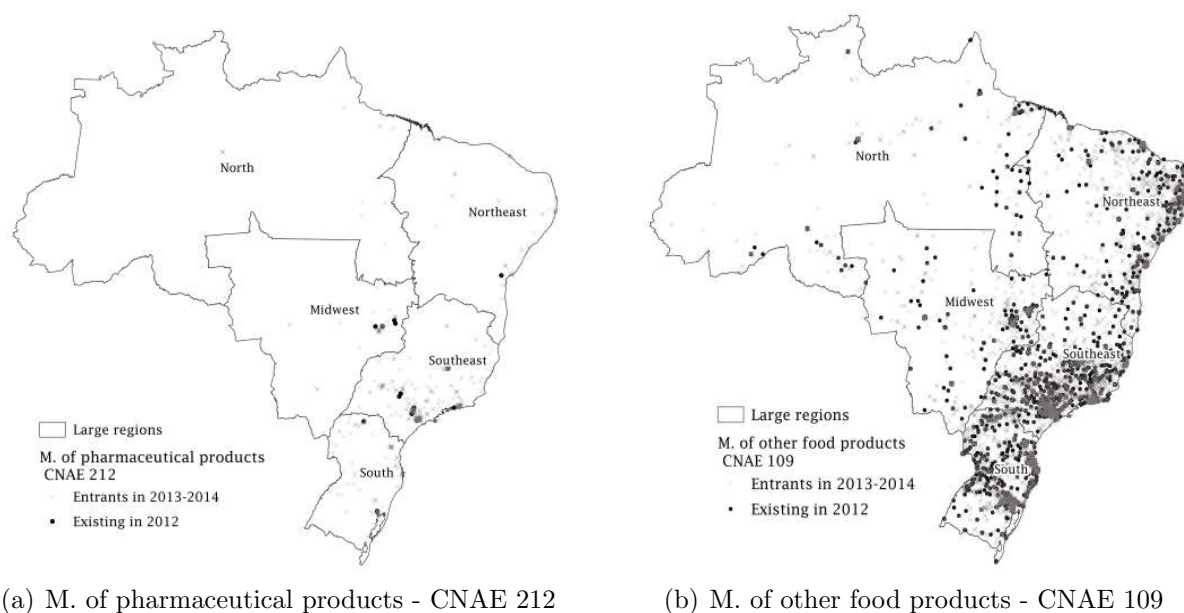 North
Northeast
Midwest
Southeast
South
Large regions
M. of pharmaceutical products
CNAE 212
Entrants in 2013-2014
Existing in 2012
(a) M. of pharmaceutical products - CNAE 212
North
Northeast
Midwest
Southeast
South
Large regions
M. of other food products
CNAE 109
Entrants in 2013-2014
Existing in 2012
(b) M. of other food products - CNAE 109